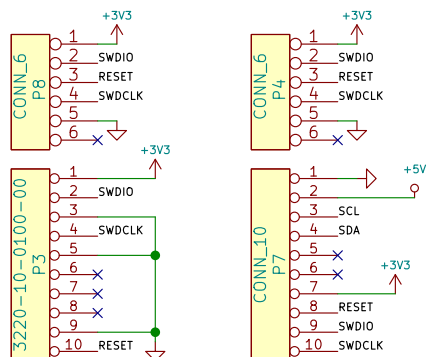 +3V3
CONN_6
P8
1
2 SWDIO
3 RESET
4 SWDCLK
5
6
+3V3
CONN_6
P4
1
2 SWDIO
3 RESET
4 SWDCLK
5
6
+3V3
3220-10-0100-00
P3
1
2 SWDIO
3
4 SWDCLK
5
6
7
8
9
10 RESET
+5V
CONN_10
P7
1
2
3 SCL
4 SDA
5
6
+3V3
7
8 RESET
9 SWDIO
10 SWDCLK